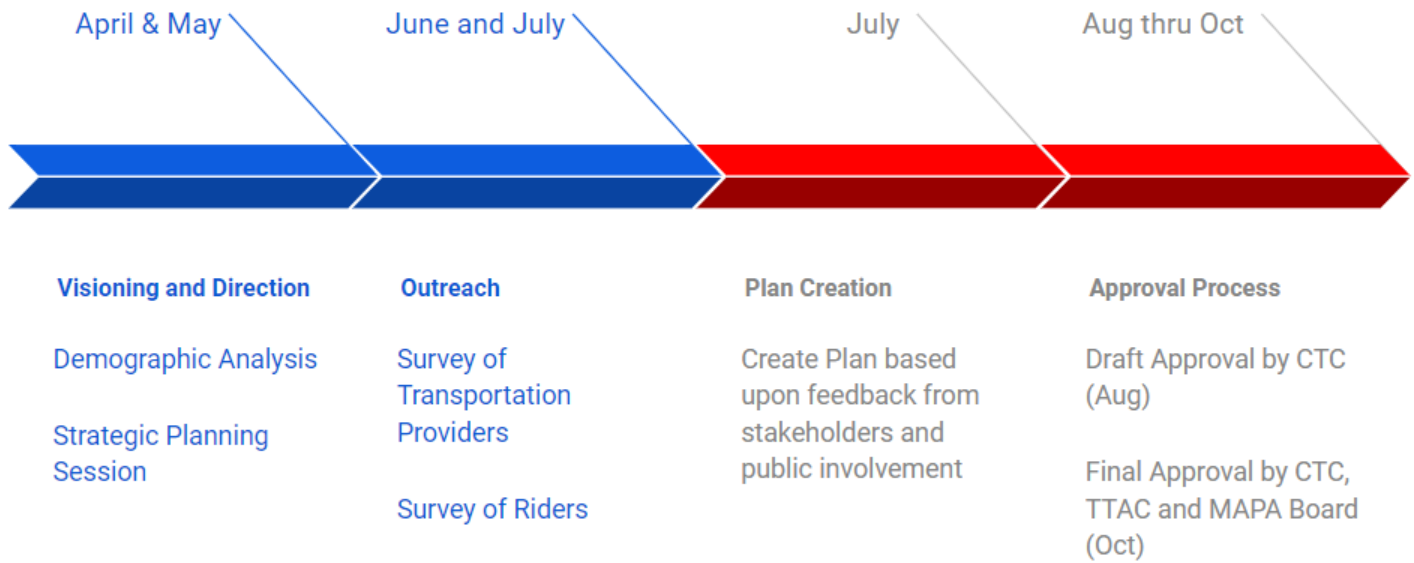 April & May
June and July
July
Aug thru Oct
Visioning and Direction
Demographic Analysis
Strategic Planning
Session
Outreach
Survey of
Transportation
Providers
Survey of Riders
Plan Creation
Create Plan based
upon feedback from
stakeholders and
public involvement
Approval Process
Draft Approval by CTC
(Aug)
Final Approval by CTC,
TTAC and MAPA Board
(Oct)